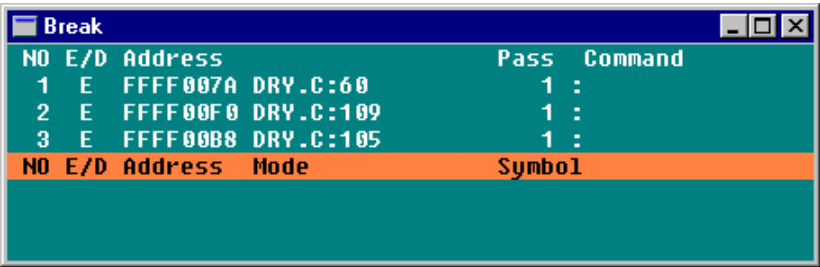 Break
NO E/D Address Pass Command
1 E FFFF007A DRY.C:60 1 :
2 E FFFF00F0 DRY.C:109 1 :
3 E FFFF00B8 DRY.C:105 1 :
NO E/D Address Mode Symbol